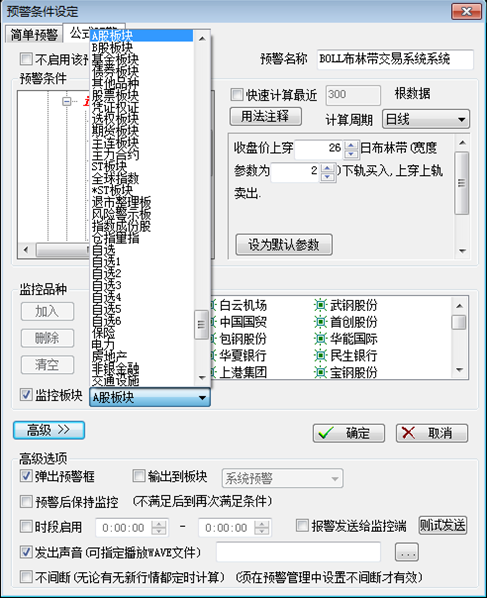 预警条件设定
简单预警
不启用该预
预警名称 BOLL布林带交易系统系统
预警条件
快速计算最近 300 根数据
用法注释 计算周期 日线
收盘价上穿 26 日布林带(宽度
参数为 2 )下轨买入,上穿上轨
卖出.
设为默认参数
A股板块
B股板块
基金板块
债券板块
其他品种
股票板块
凭证权证
选权板块
期货板块
主连板块
主力合约
ST板块
全球指数
*ST板块
退市整理板
风险警示板
指数成份股
仓指里指
自选
自选1
自选2
自选3
自选4
自选5
自选6
保险
电力
房地产
非银金融
交通设施
监控品种
加入
删除
清空
白云机场 武钢股份
中国国贸 首创股份
包钢股份 华能国际
华夏银行 民生银行
上港集团 宝钢股份
监控板块 A股板块
高级 >> 确定 取消
高级选项
弹出预警框 输出到板块 系统预警
预警后保持监控 (不满足后到再次满足条件)
时段启用 0:00:00 - 0:00:00 报警发送给监控端 测试发送
发出声音(可指定播放WAVE文件) ...
不间断(无论有无新行情都定时计算) (须在预警管理中设置不间断才有效)